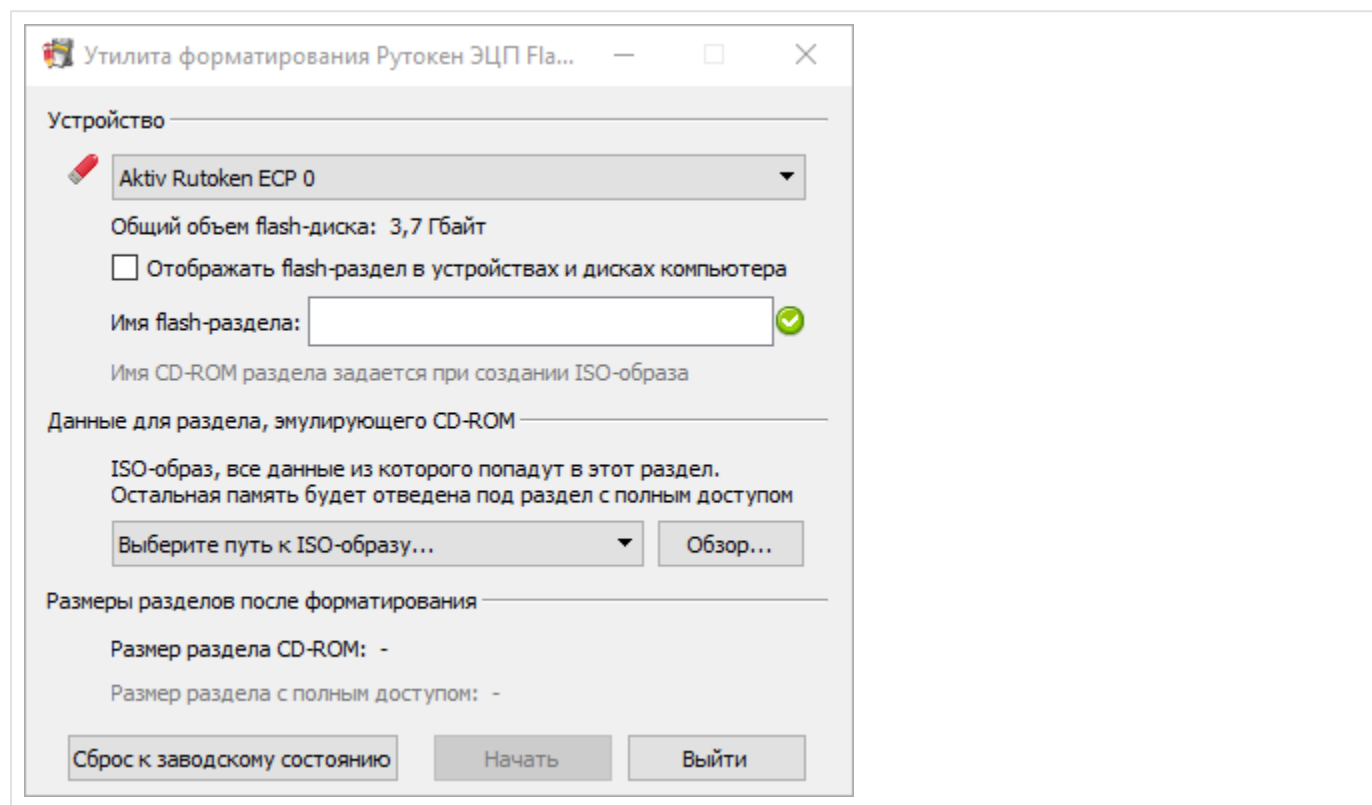 Утилита форматирования Рутокен ЭЦП Fla...
Устройство
Aktiv Rutoken ECP 0
Общий объем flash-диска: 3,7 Гбайт
Отображать flash-раздел в устройствах и дисках компьютера
Имя flash-раздела:
Имя CD-ROM раздела задается при создании ISO-образа
Данные для раздела, эмулирующего CD-ROM
ISO-образ, все данные из которого попадут в этот раздел.
Остальная память будет отведена под раздел с полным доступом
Выберите путь к ISO-образу... Обзор...
Размеры разделов после форматирования
Размер раздела CD-ROM: -
Размер раздела с полным доступом: -
Сброс к заводскому состоянию Начать Выйти